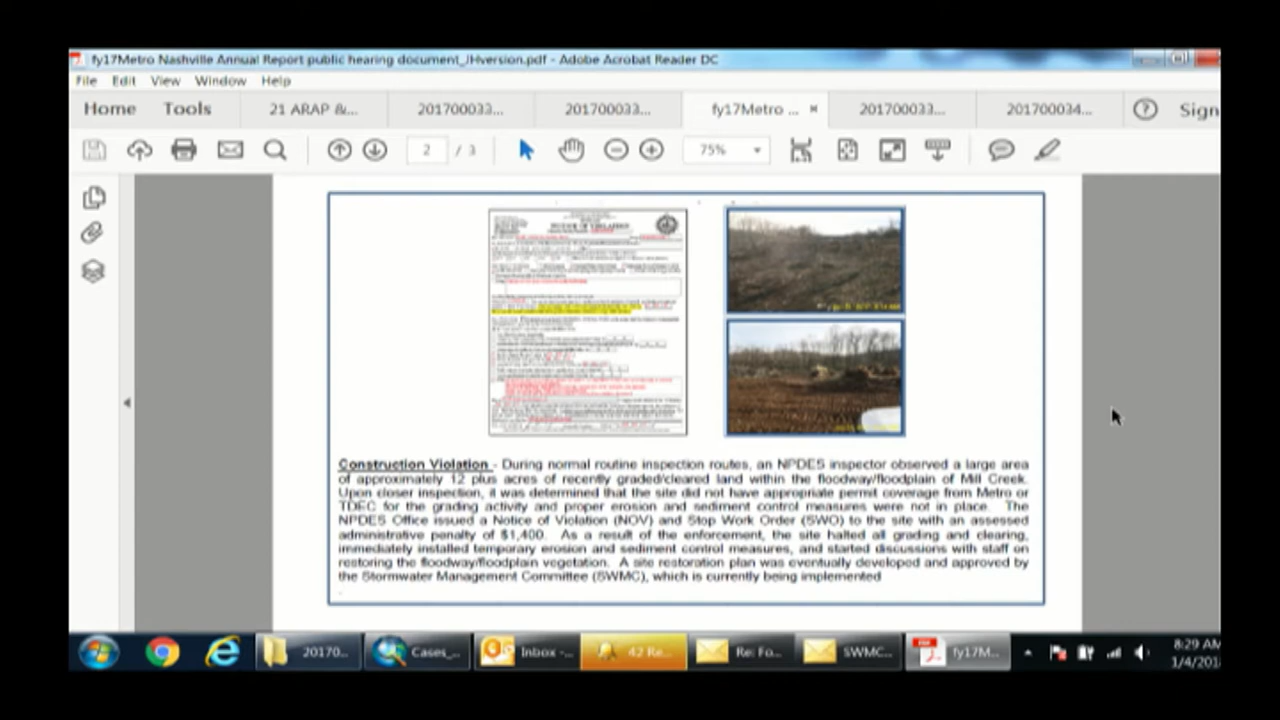 fy17Metro Nashville Annual Report public hearing document_JHversion.pdf - Adobe Acrobat Reader DC
File Edit View Window Help
Home Tools 21 ARAP &... 201700033... 201700033... fy17Metro ... × 201700033... 201700034... ? Sign
2 / 3 75%
NOTICE OF VIOLATION
Construction Violation - During normal routine inspection routes, an NPDES inspector observed a large area
of approximately 12 plus acres of recently graded/cleared land within the floodway/floodplain of Mill Creek.
Upon closer inspection, it was determined that the site did not have appropriate permit coverage from Metro or
TDEC for the grading activity and proper erosion and sediment control measures were not in place. The
NPDES Office issued a Notice of Violation (NOV) and Stop Work Order (SWO) to the site with an assessed
administrative penalty of $1,400. As a result of the enforcement, the site halted all grading and clearing,
immediately installed temporary erosion and sediment control measures, and started discussions with staff on
restoring the floodway/floodplain vegetation. A site restoration plan was eventually developed and approved by
the Stormwater Management Committee (SWMC), which is currently being implemented
20170... Cases_... Inbox -... 42 Re... Re: Fo... SWMC... fy17M... 8:29 AM
1/4/201